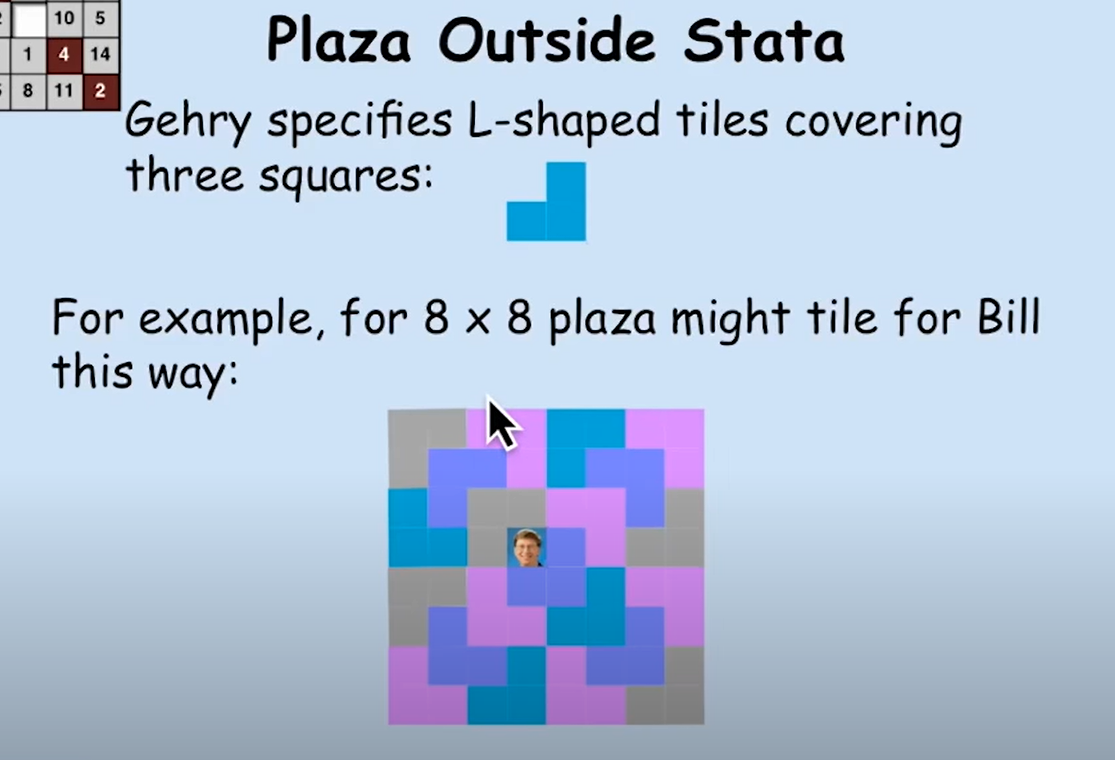 10 5
1 4 14
8 11 2
Plaza Outside Stata
Gehry specifies L-shaped tiles covering
three squares:
For example, for 8 x 8 plaza might tile for Bill
this way: